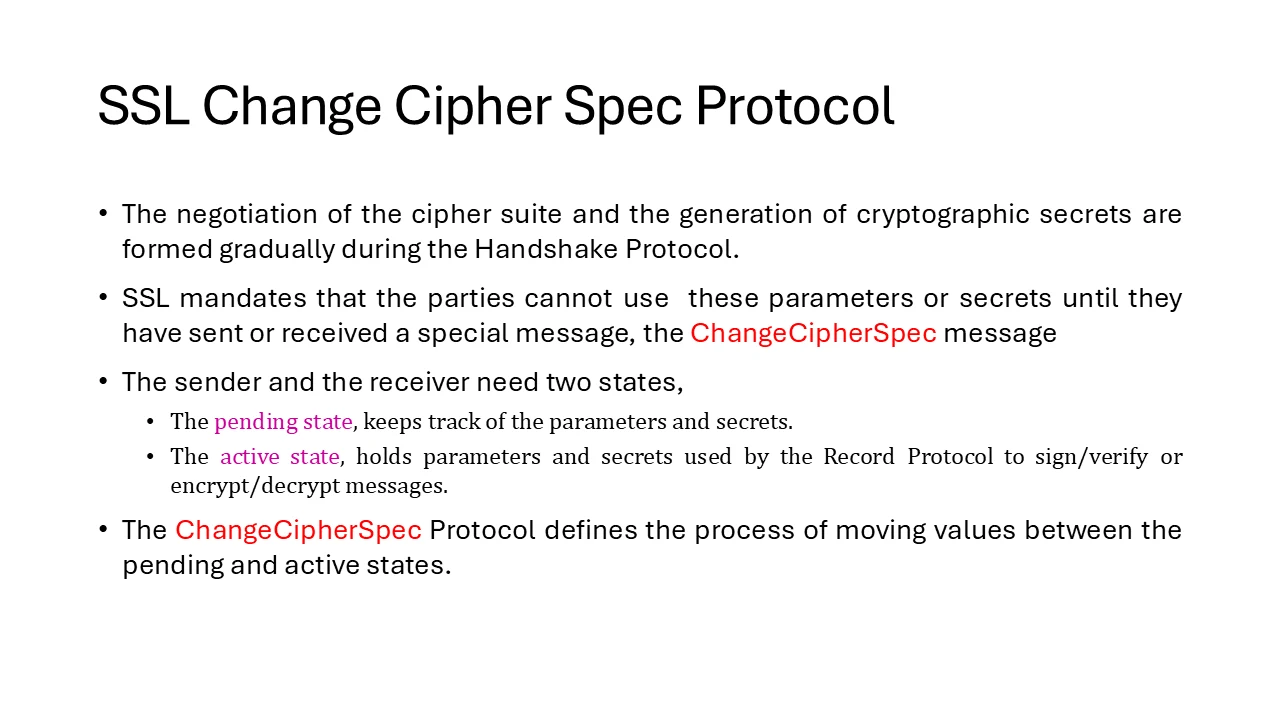 SSL Change Cipher Spec Protocol
• The negotiation of the cipher suite and the generation of cryptographic secrets are
formed gradually during the Handshake Protocol.
• SSL mandates that the parties cannot use  these parameters or secrets until they
have sent or received a special message, the ChangeCipherSpec message
• The sender and the receiver need two states,
• The pending state, keeps track of the parameters and secrets.
• The active state, holds parameters and secrets used by the Record Protocol to sign/verify or
encrypt/decrypt messages.
• The ChangeCipherSpec Protocol defines the process of moving values between the
pending and active states.